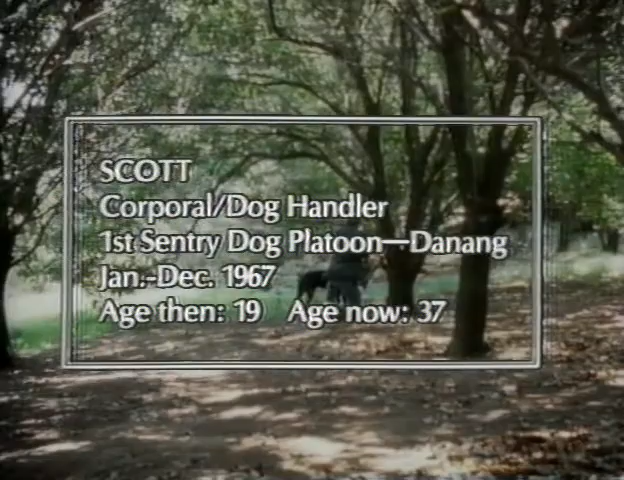 SCOTT
Corporal/Dog Handler
1st Sentry Dog Platoon—Danang
Jan.-Dec. 1967
Age then: 19 Age now: 37